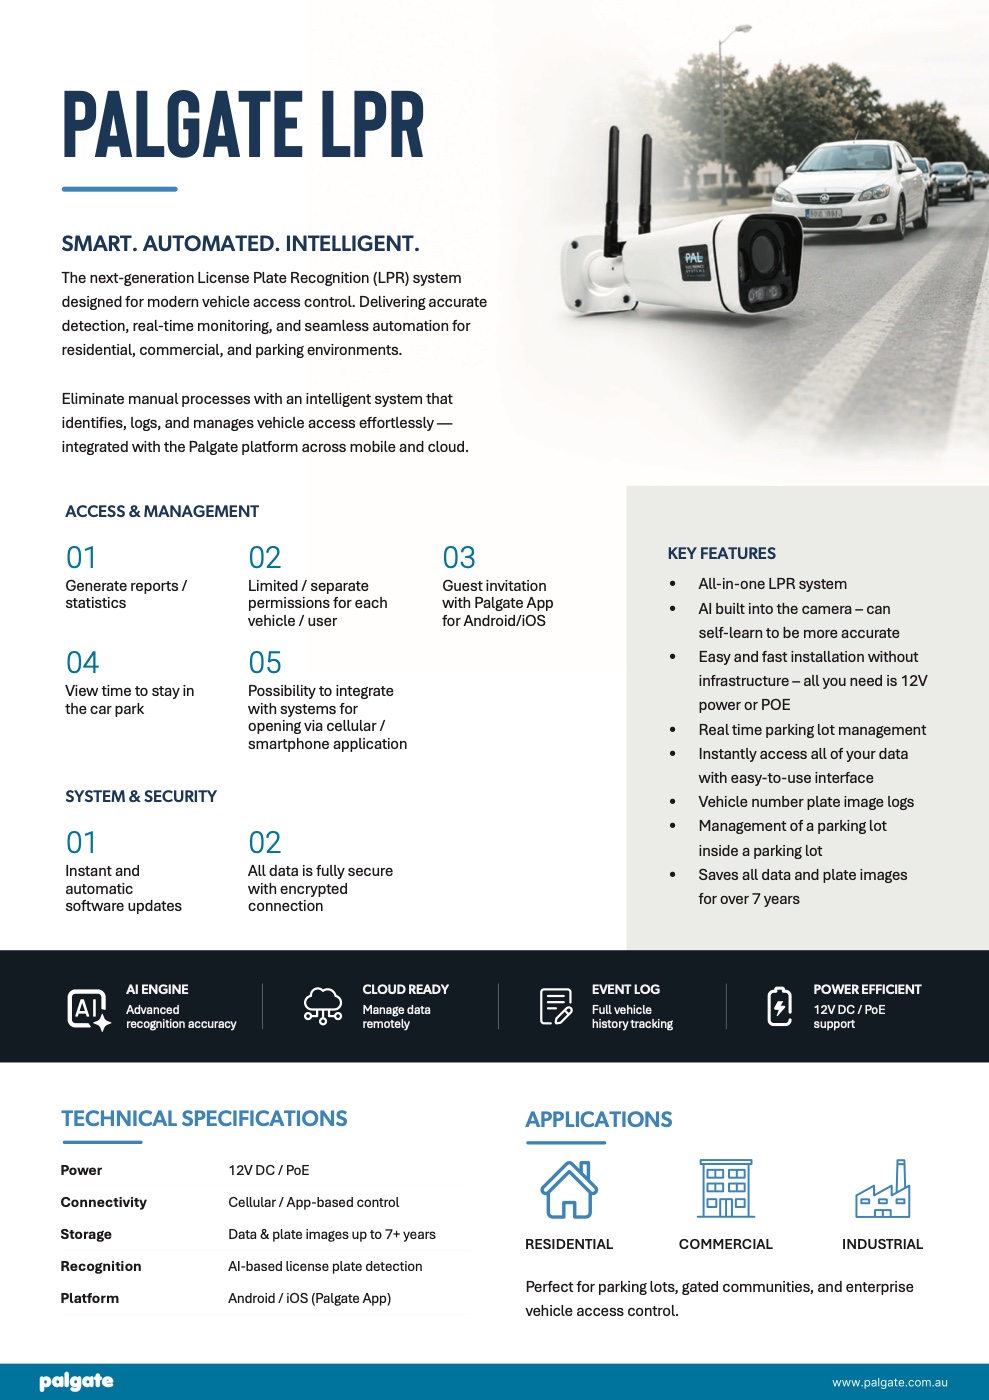 PALGATE LPR
SMART. AUTOMATED. INTELLIGENT.
The next-generation License Plate Recognition (LPR) system
designed for modern vehicle access control. Delivering accurate
detection, real-time monitoring, and seamless automation for
residential, commercial, and parking environments.
Eliminate manual processes with an intelligent system that
identifies, logs, and manages vehicle access effortlessly —
integrated with the Palgate platform across mobile and cloud.
PAL
ACCESS & MANAGEMENT
01
Generate reports /
statistics
02
Limited / separate
permissions for each
vehicle / user
03
Guest invitation
with Palgate App
for Android/iOS
04
View time to stay in
the car park
05
Possibility to integrate
with systems for
opening via cellular /
smartphone application
SYSTEM & SECURITY
01
Instant and
automatic
software updates
02
All data is fully secure
with encrypted
connection
KEY FEATURES
• All-in-one LPR system
• AI built into the camera – can
self-learn to be more accurate
• Easy and fast installation without
infrastructure – all you need is 12V
power or POE
• Real time parking lot management
• Instantly access all of your data
with easy-to-use interface
• Vehicle number plate image logs
• Management of a parking lot
inside a parking lot
• Saves all data and plate images
for over 7 years
AI
AI ENGINE
Advanced
recognition accuracy
CLOUD READY
Manage data
remotely
EVENT LOG
Full vehicle
history tracking
POWER EFFICIENT
12V DC / PoE
support
TECHNICAL SPECIFICATIONS
Power 12V DC / PoE
Connectivity Cellular / App-based control
Storage Data & plate images up to 7+ years
Recognition AI-based license plate detection
Platform Android / iOS (Palgate App)
APPLICATIONS
RESIDENTIAL
COMMERCIAL
INDUSTRIAL
Perfect for parking lots, gated communities, and enterprise
vehicle access control.
palgate
www.palgate.com.au